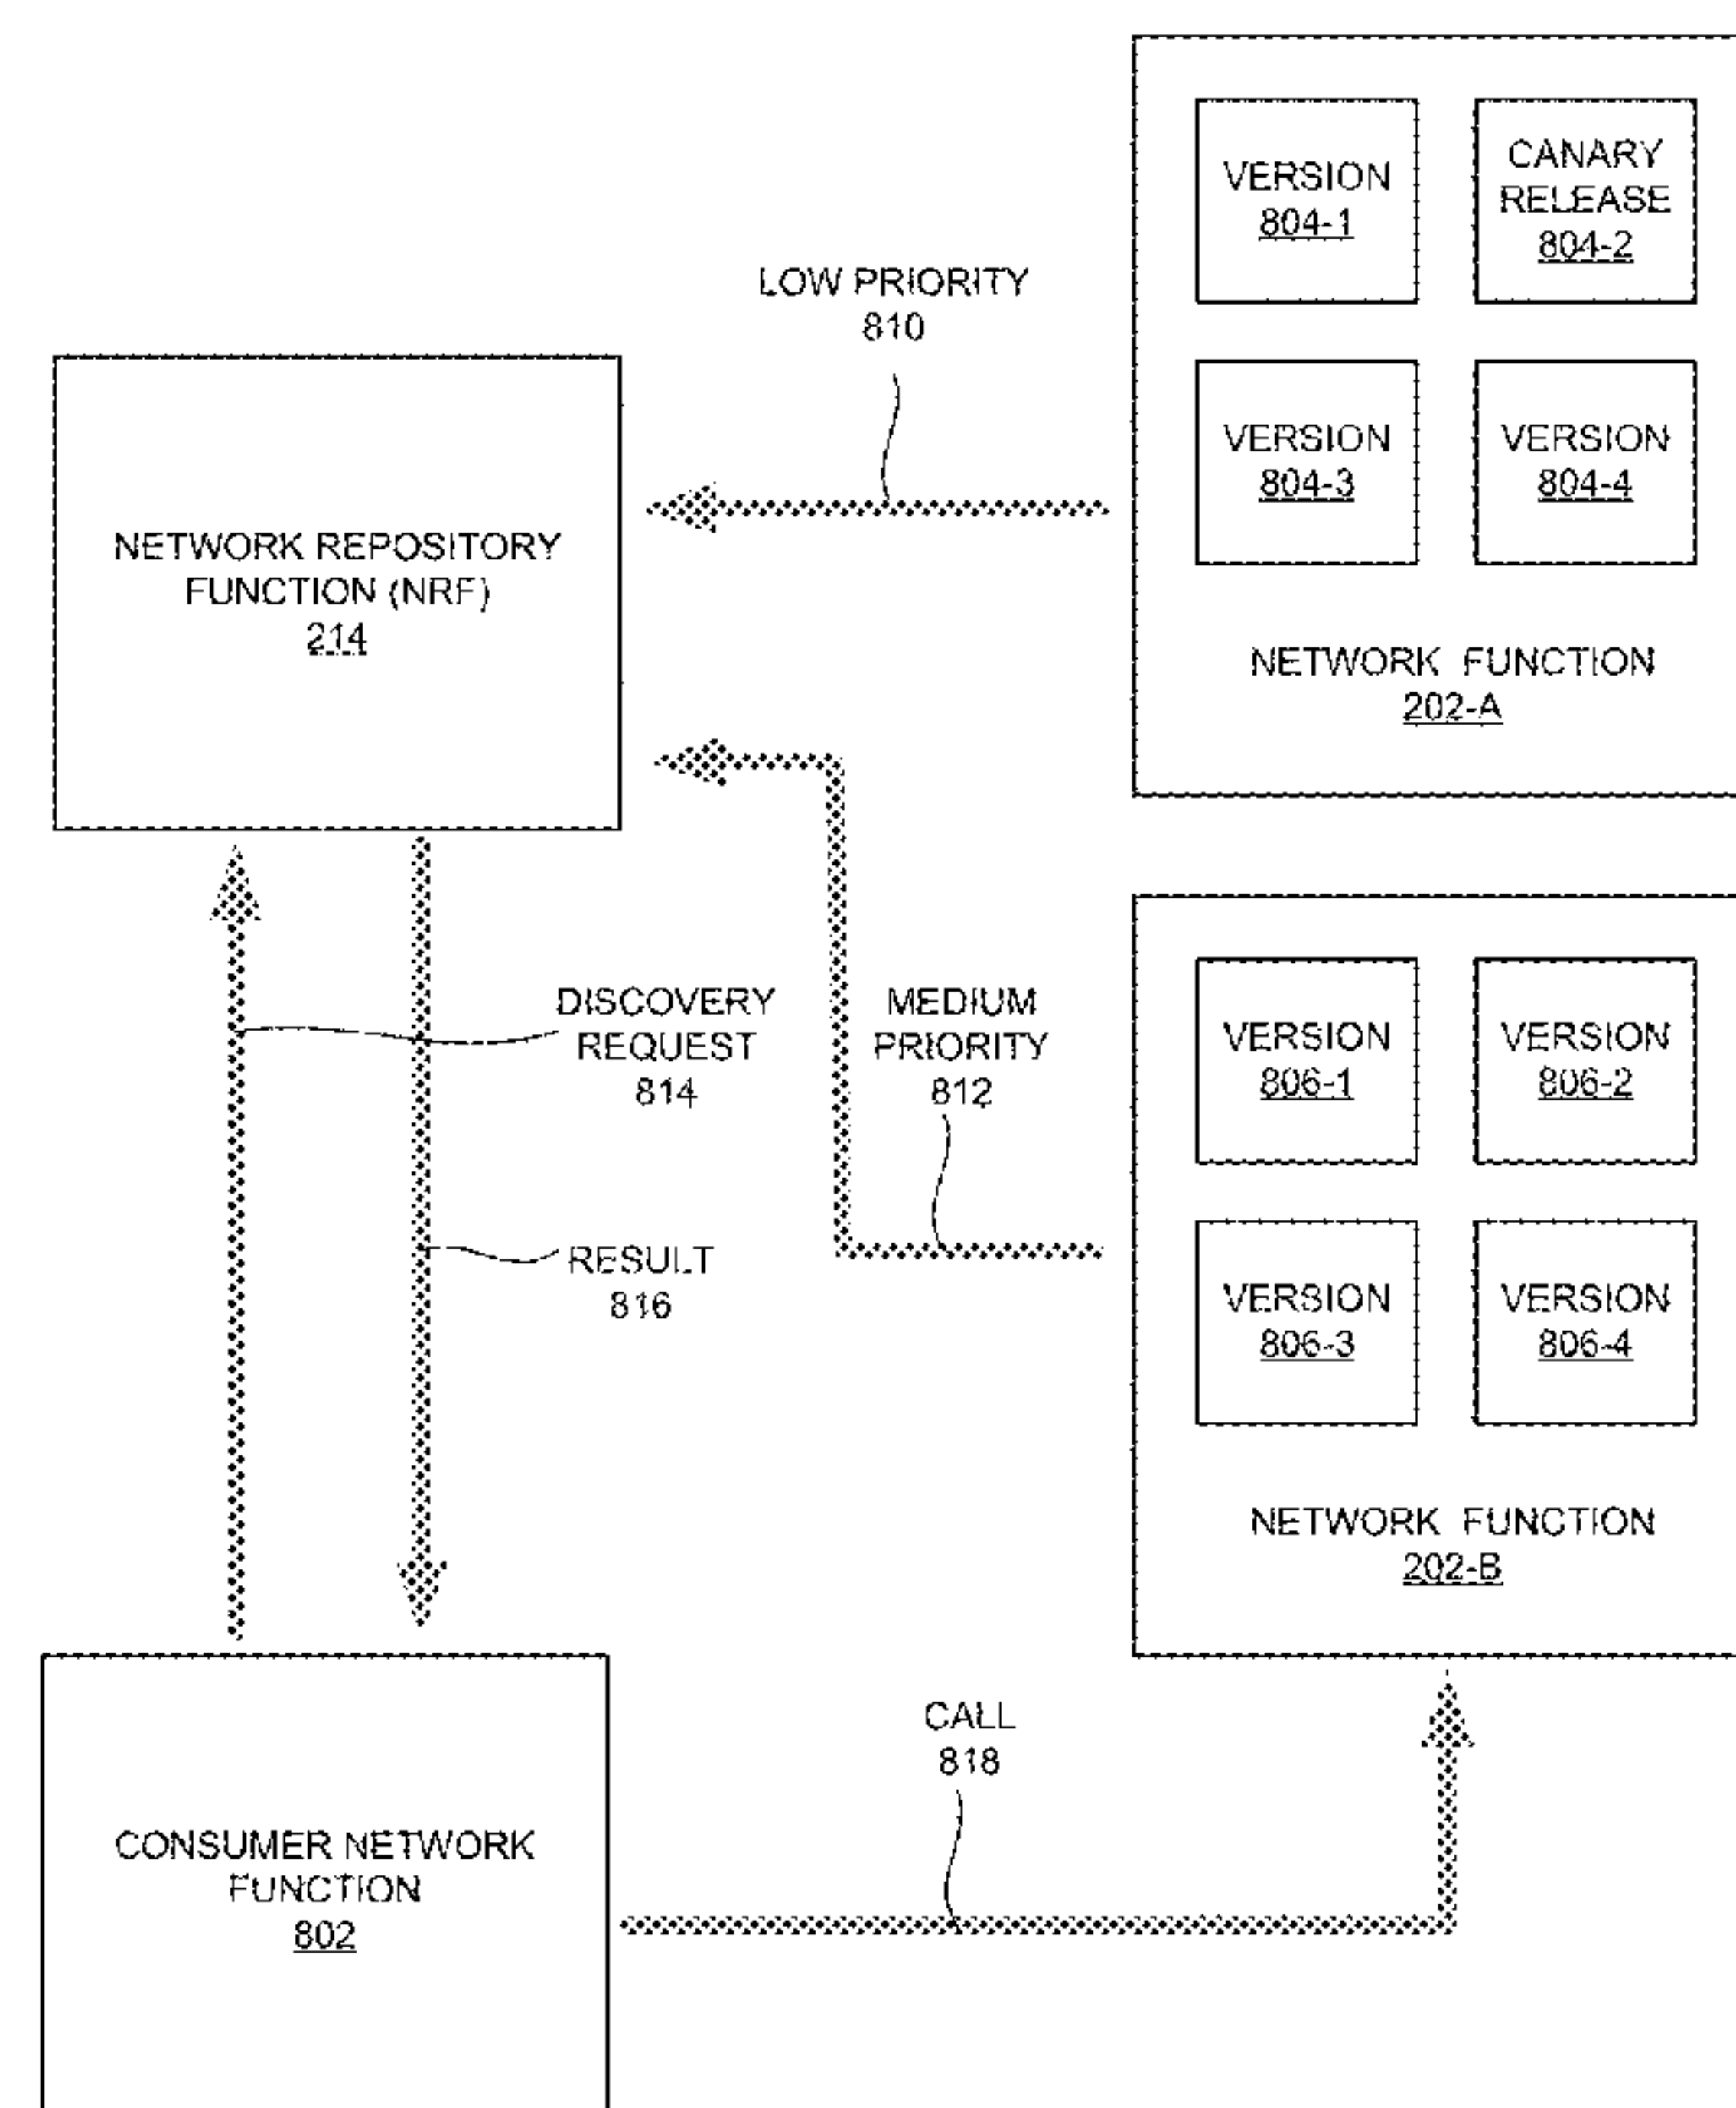 VERSION
804-1
CANARY
RELEASE
804-2
LOW PRIORITY
810
VERSION
804-3
VERSION
804-4
NETWORK REPOSITORY
FUNCTION (NRF)
214
NETWORK FUNCTION
202-A
DISCOVERY
REQUEST
814
MEDIUM
PRIORITY
812
VERSION
806-1
VERSION
806-2
RESULT
816
VERSION
806-3
VERSION
806-4
NETWORK FUNCTION
202-B
CALL
818
CONSUMER NETWORK
FUNCTION
802